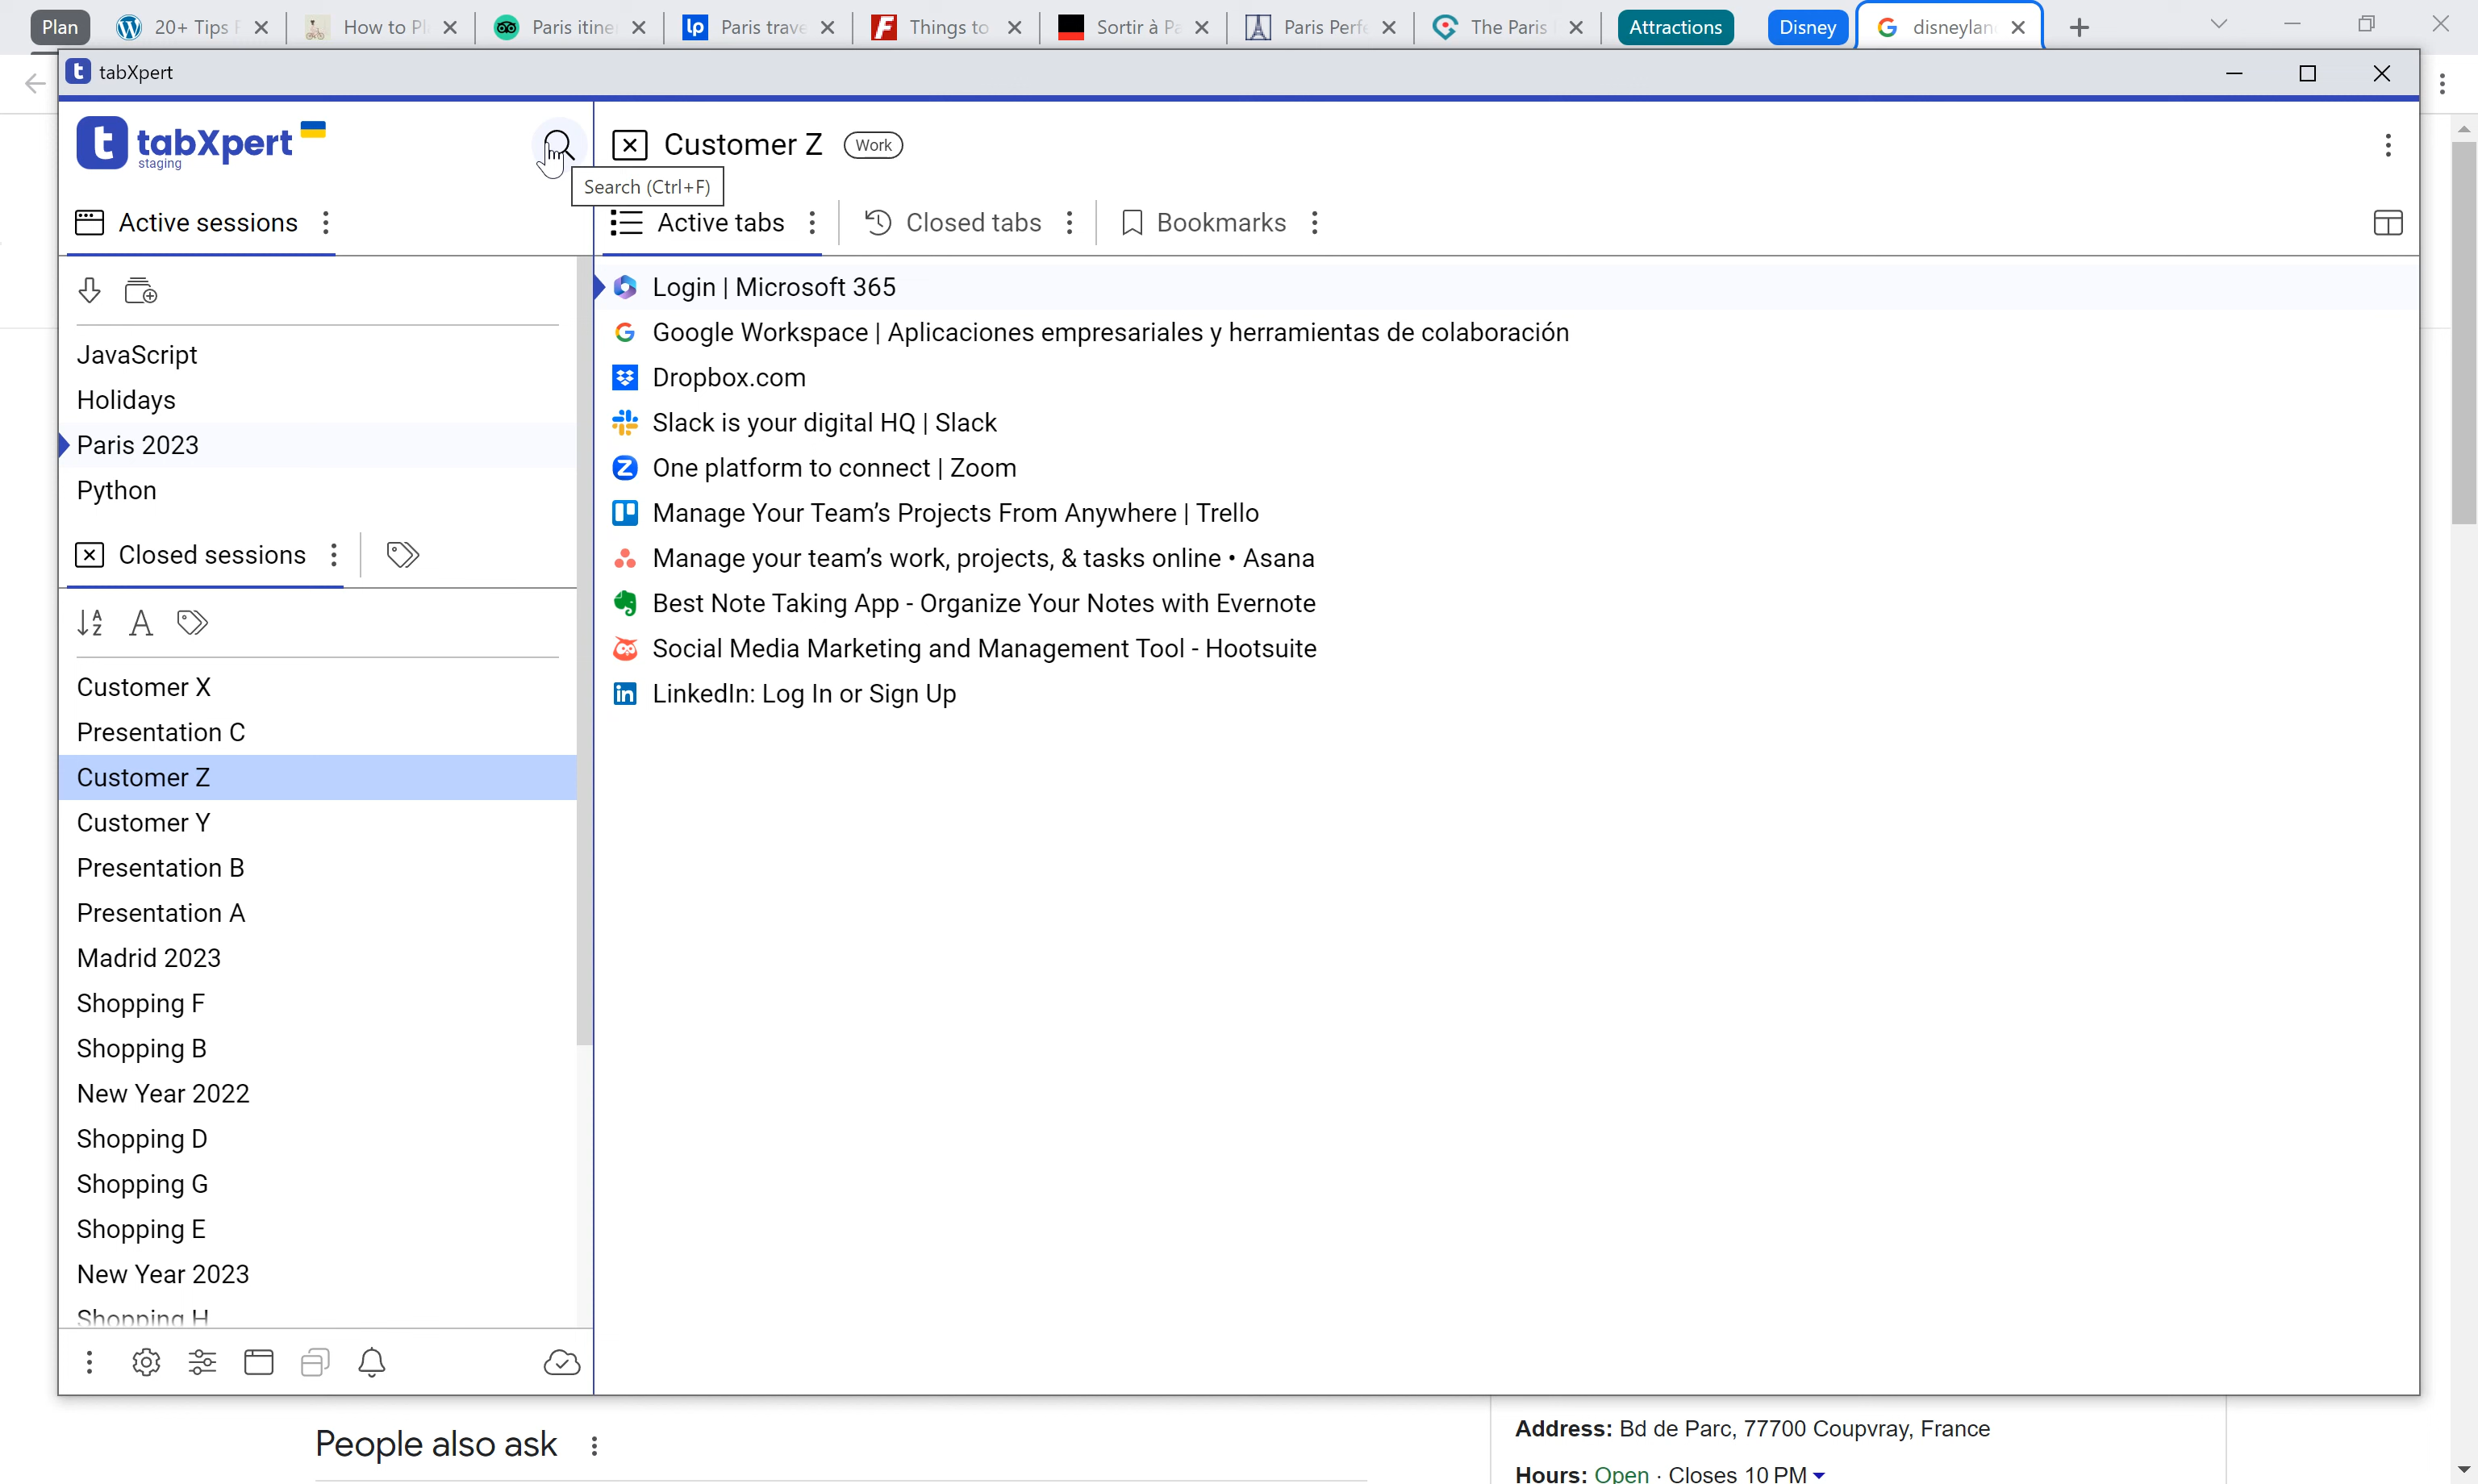 Plan 20+ Tips How to Pl Paris itine Paris trave Things to Sortir à Pa Paris Perfe The Paris Attractions Disney disneylan
tabXpert
tabXpert
staging
Search (Ctrl+F)
Customer Z Work
Active sessions
Active tabs Closed tabs Bookmarks
JavaScript
Holidays
Paris 2023
Python
Closed sessions
Customer X
Presentation C
Customer Z
Customer Y
Presentation B
Presentation A
Madrid 2023
Shopping F
Shopping B
New Year 2022
Shopping D
Shopping G
Shopping E
New Year 2023
Shopping H
Login | Microsoft 365
Google Workspace | Aplicaciones empresariales y herramientas de colaboración
Dropbox.com
Slack is your digital HQ | Slack
One platform to connect | Zoom
Manage Your Team’s Projects From Anywhere | Trello
Manage your team’s work, projects, & tasks online • Asana
Best Note Taking App - Organize Your Notes with Evernote
Social Media Marketing and Management Tool - Hootsuite
LinkedIn: Log In or Sign Up
People also ask
Address: Bd de Parc, 77700 Coupvray, France
Hours: Open · Closes 10 PM